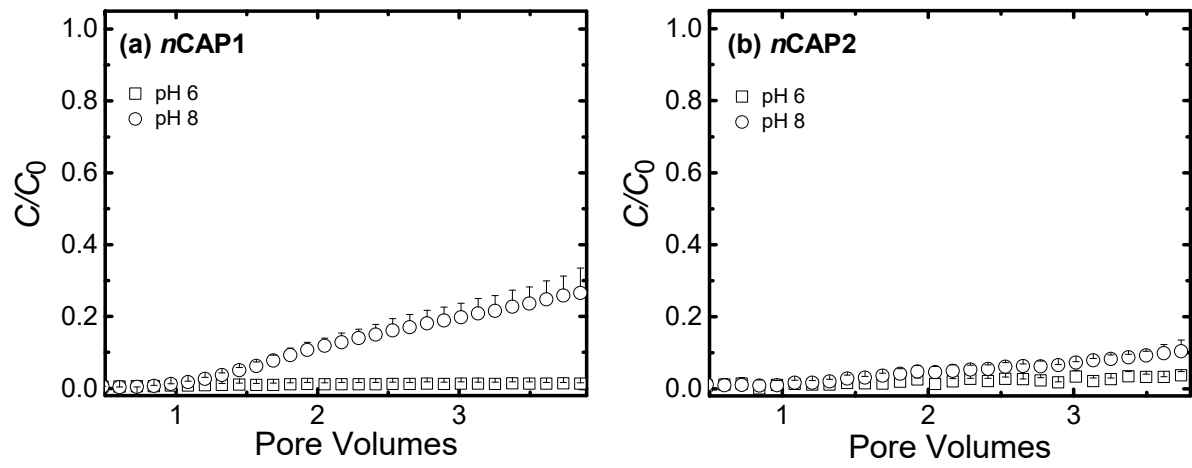 (a) nCAP1
pH 6
pH 8
1.0
0.8
0.6
0.4
0.2
0.0
C/C0
1 2 3
Pore Volumes
(b) nCAP2
pH 6
pH 8
1.0
0.8
0.6
0.4
0.2
0.0
C/C0
1 2 3
Pore Volumes